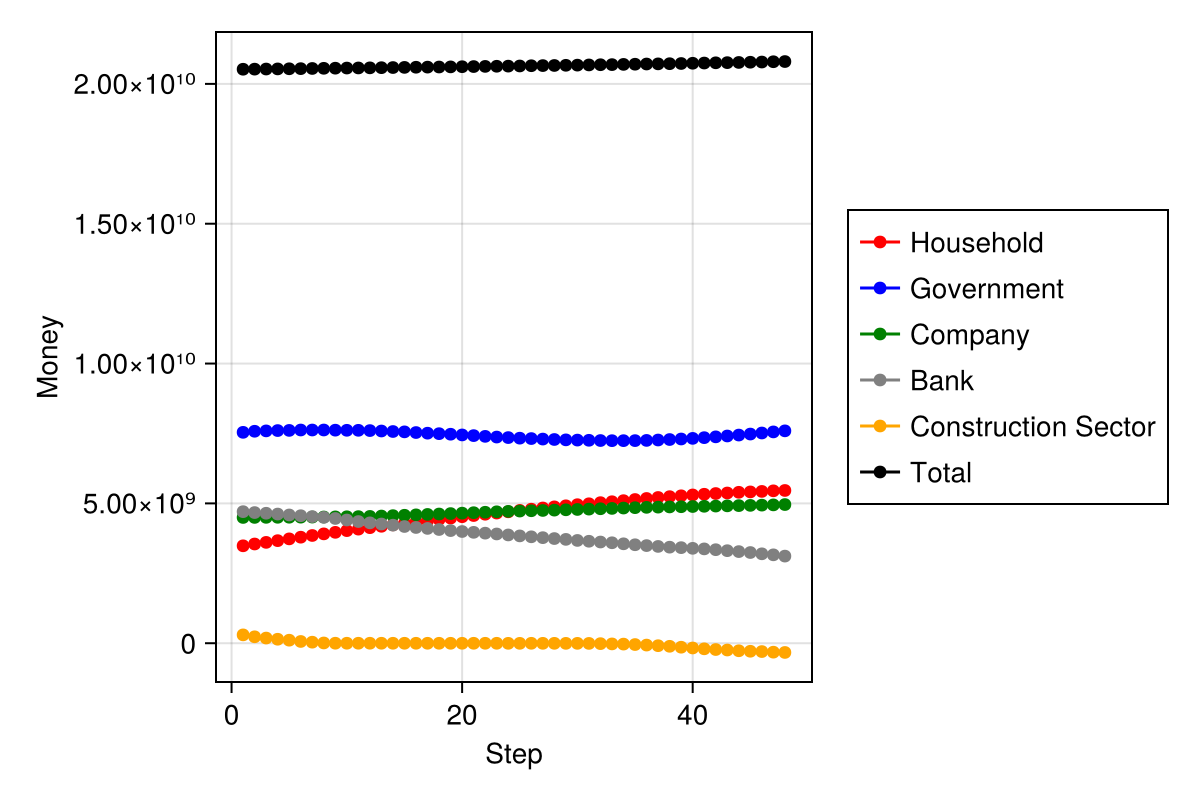 2.00×10¹⁰
1.50×10¹⁰
1.00×10¹⁰
5.00×10⁹
0
Money
0 20 40
Step
Household
Government
Company
Bank
Construction Sector
Total